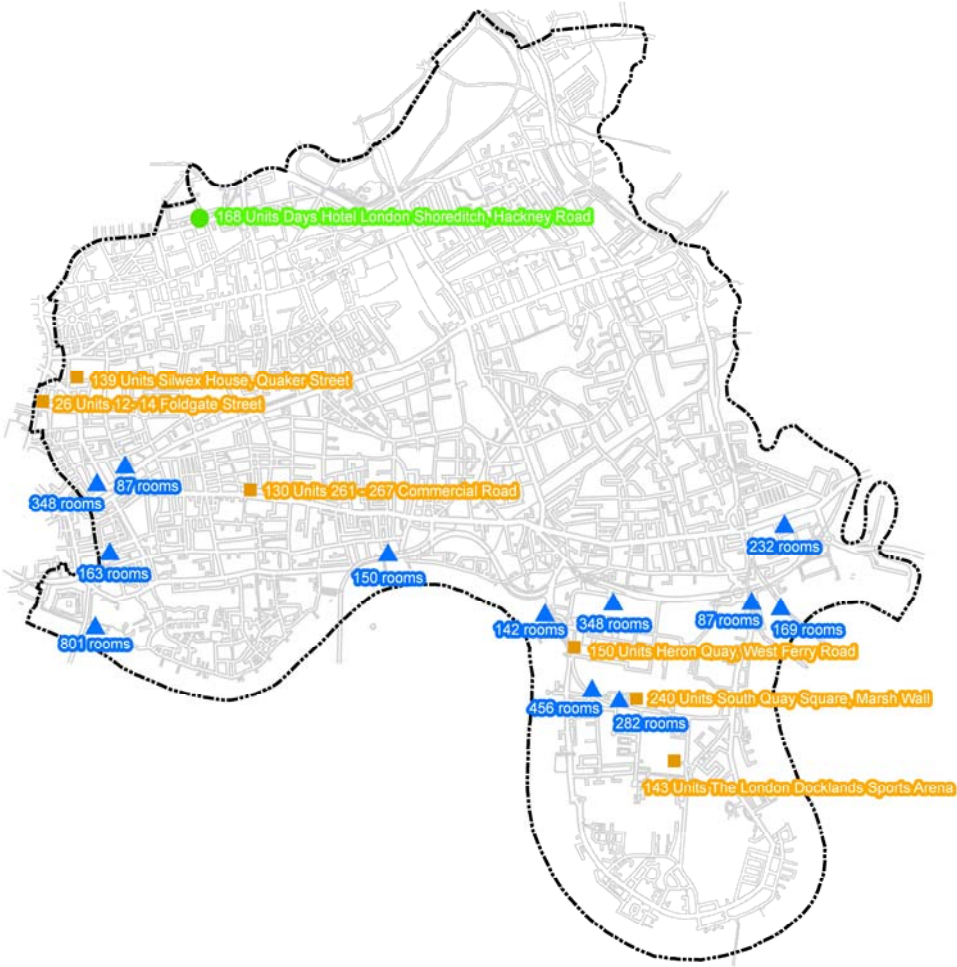 168 Units Days Hotel London Shoreditch, Hackney Road
139 Units Silwex House, Quaker Street
26 Units 12- 14 Foldgate Street
87 rooms
130 Units 261 - 267 Commercial Road
348 rooms
232 rooms
163 rooms
150 rooms
348 rooms
87 rooms
142 rooms
169 rooms
801 rooms
150 Units Heron Quay, West Ferry Road
240 Units South Quay Square, Marsh Wall
456 rooms
282 rooms
143 Units The London Docklands Sports Arena